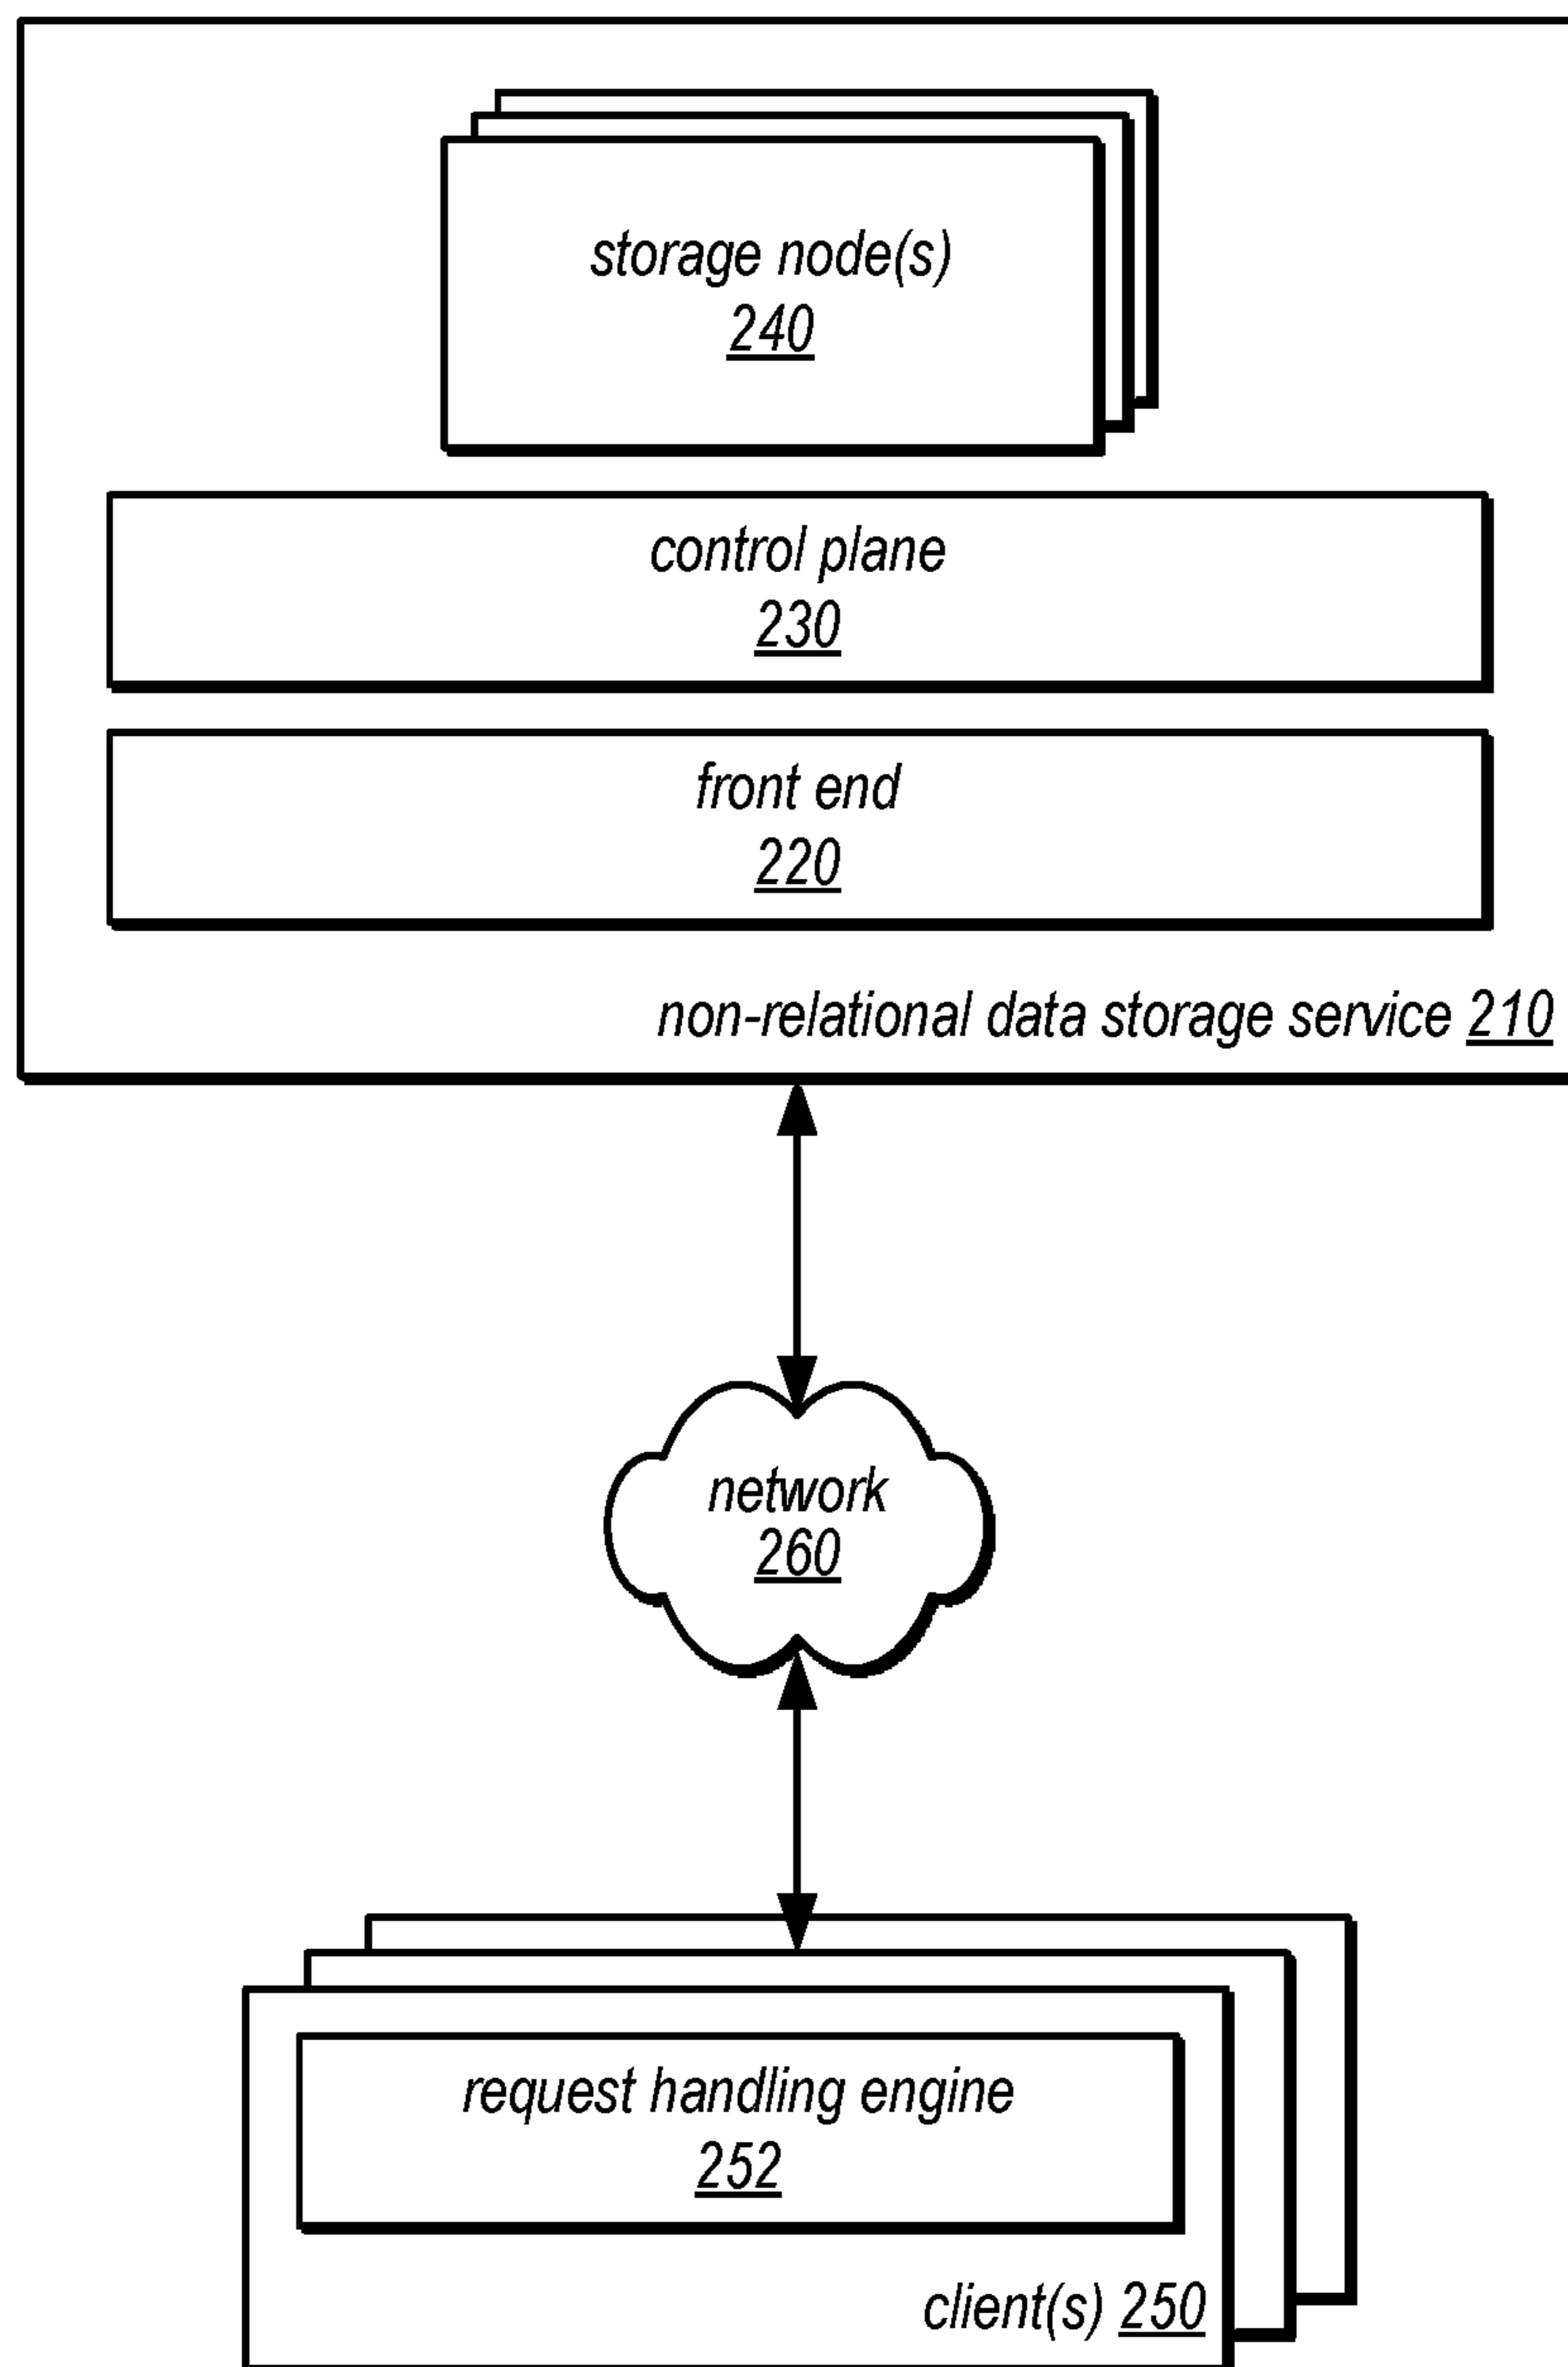 storage node(s)
240
control plane
230
front end
220
non-relational data storage service 210
network
260
request handling engine
252
client(s) 250